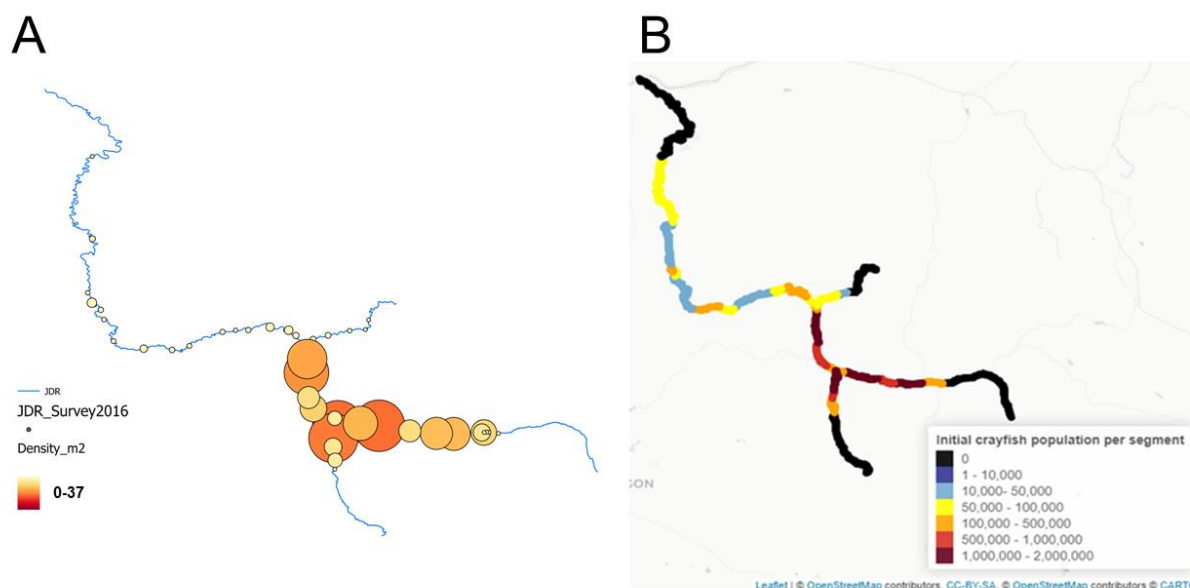 A
B
JDR
JDR_Survey2016
Density_m2
0-37
SON
Initial crayfish population per segment
0
1 - 10,000
10,000- 50,000
50,000 - 100,000
100,000 - 500,000
500,000 - 1,000,000
1,000,000 - 2,000,000
Leaflet | © OpenStreetMap contributors, CC-BY-SA, © OpenStreetMap contributors © CART